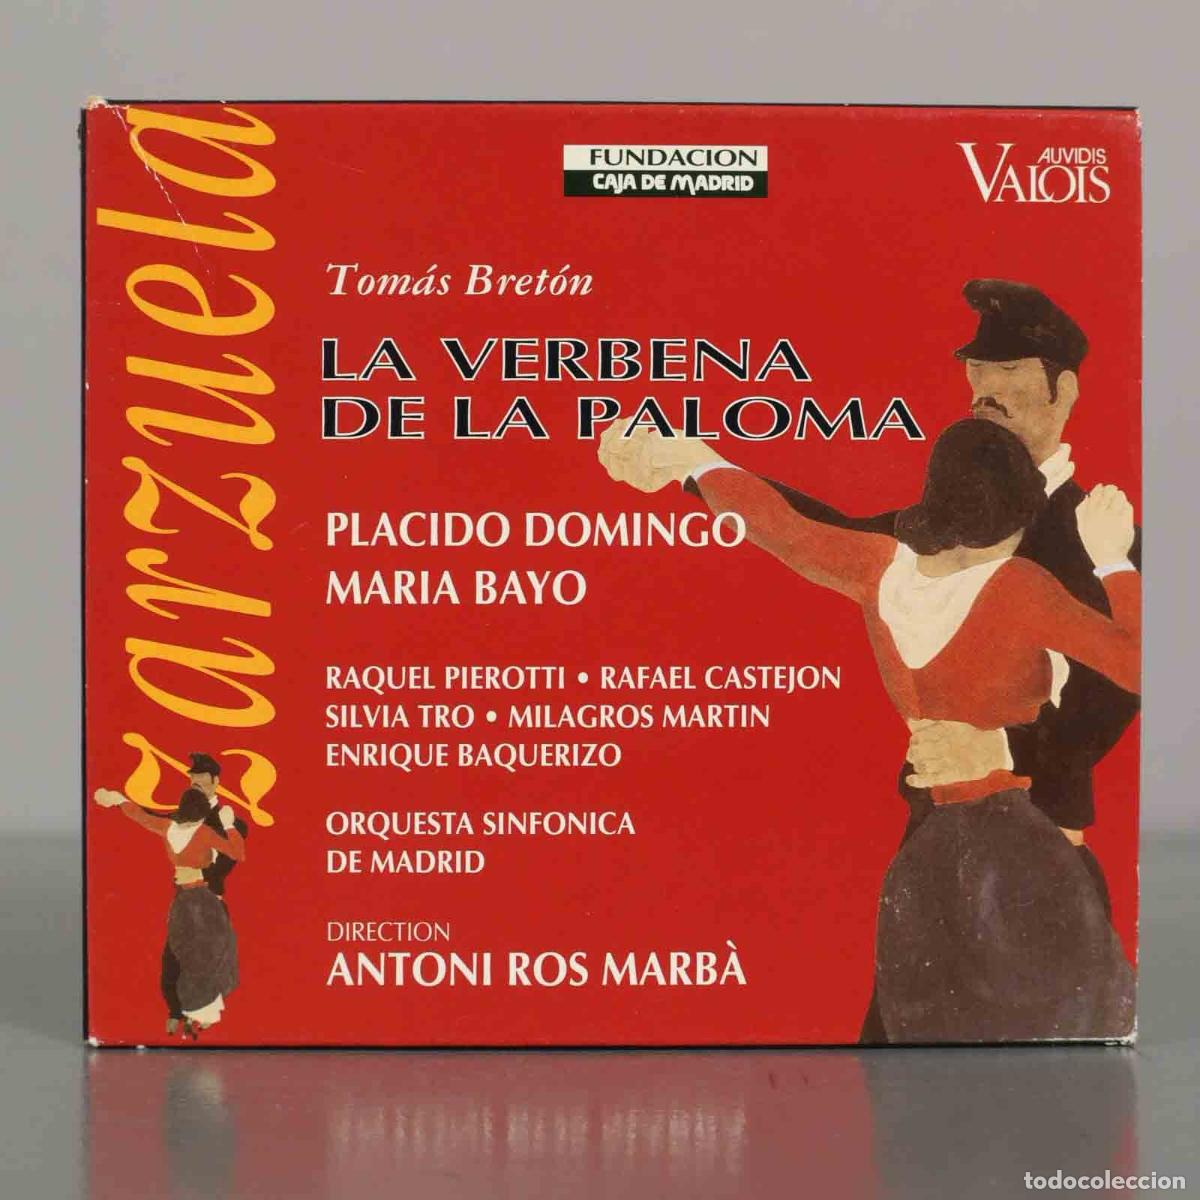 zarzuela
FUNDACION
CAJA DE MADRID
AUVIDIS
VALOIS
Tomás Bretón
LA VERBENA
DE LA PALOMA
PLACIDO DOMINGO
MARIA BAYO
RAQUEL PIEROTTI • RAFAEL CASTEJON
SILVIA TRO • MILAGROS MARTIN
ENRIQUE BAQUERIZO
ORQUESTA SINFONICA
DE MADRID
DIRECTION
ANTONI ROS MARBÀ
todocoleccion